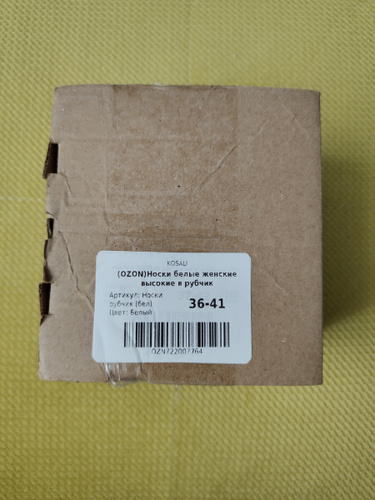 KOSALI
(OZON)Носки белые женские
высокие в рубчик
Артикул: Носки
рубчик (бел)
Цвет: Белый
36-41
OZN722007764